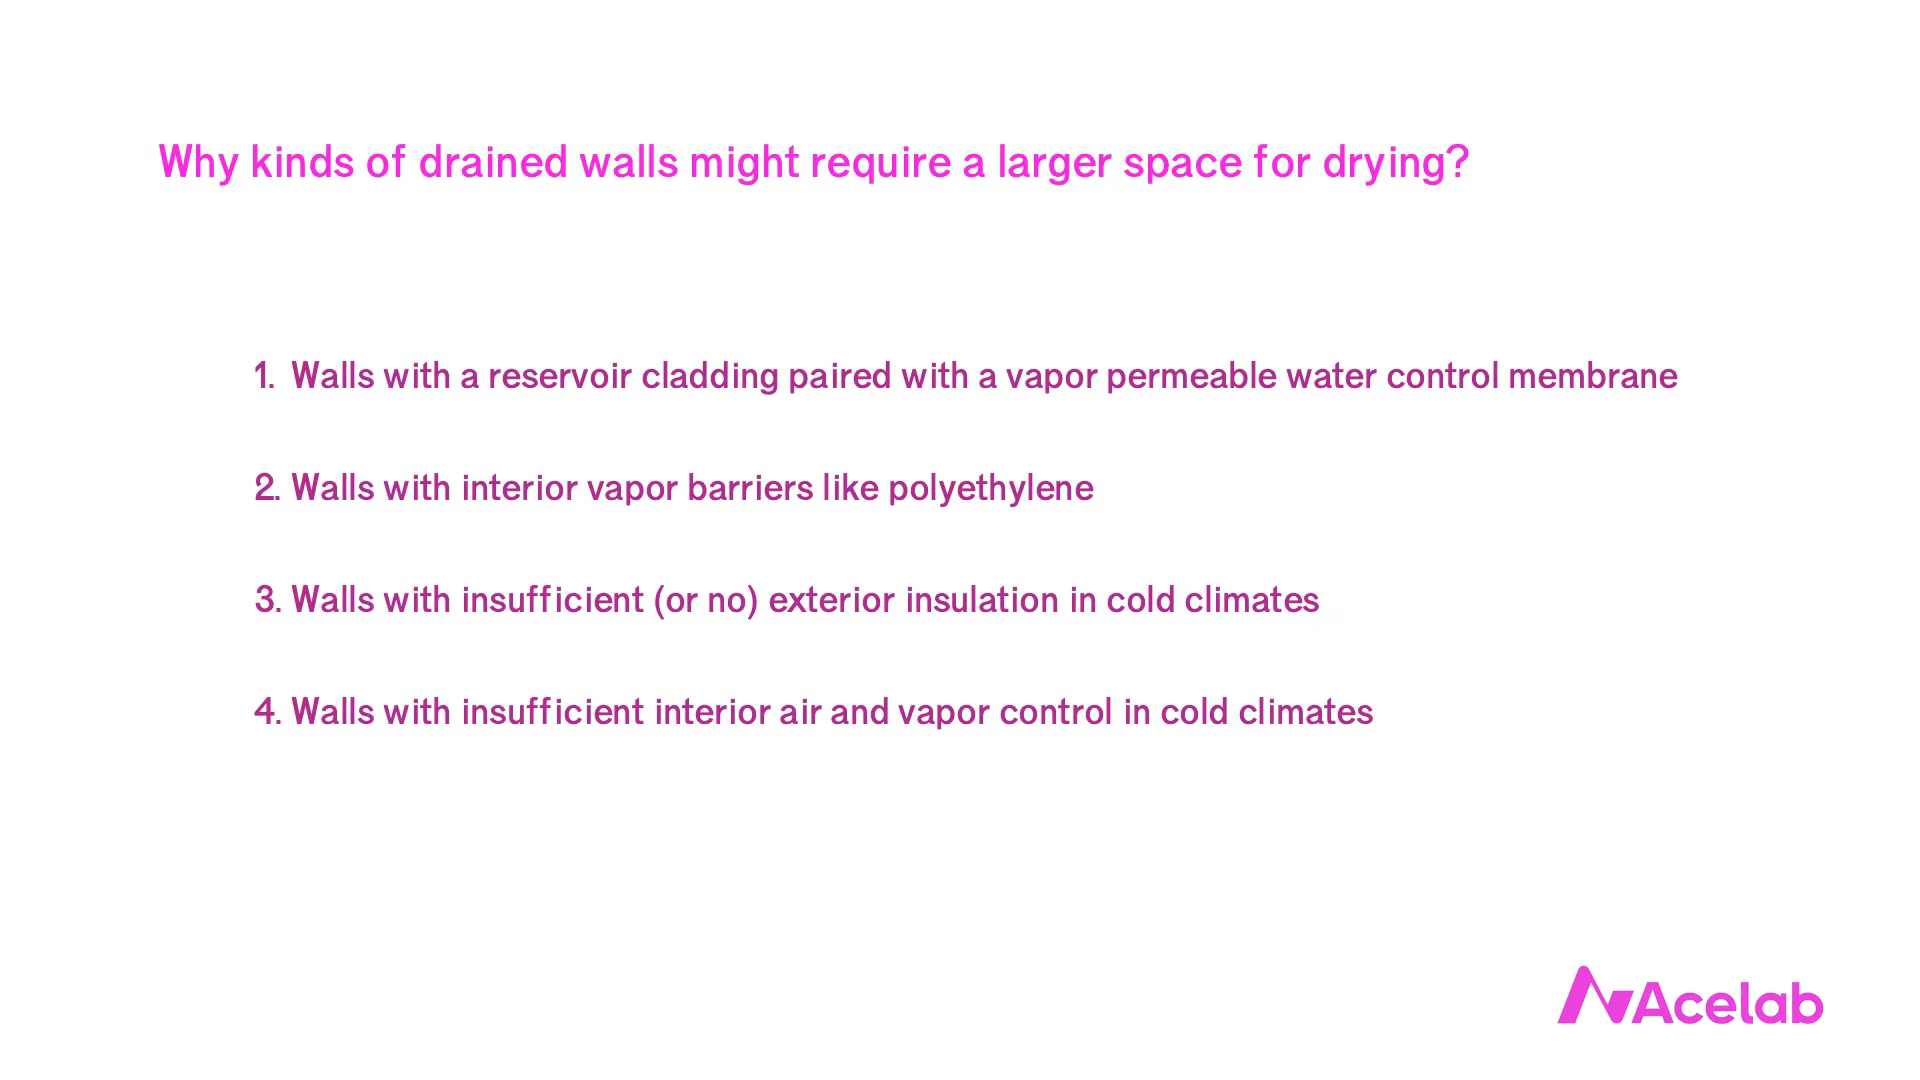 Why kinds of drained walls might require a larger space for drying?
1. Walls with a reservoir cladding paired with a vapor permeable water control membrane
2. Walls with interior vapor barriers like polyethylene
3. Walls with insufficient (or no) exterior insulation in cold climates
4. Walls with insufficient interior air and vapor control in cold climates
Acelab